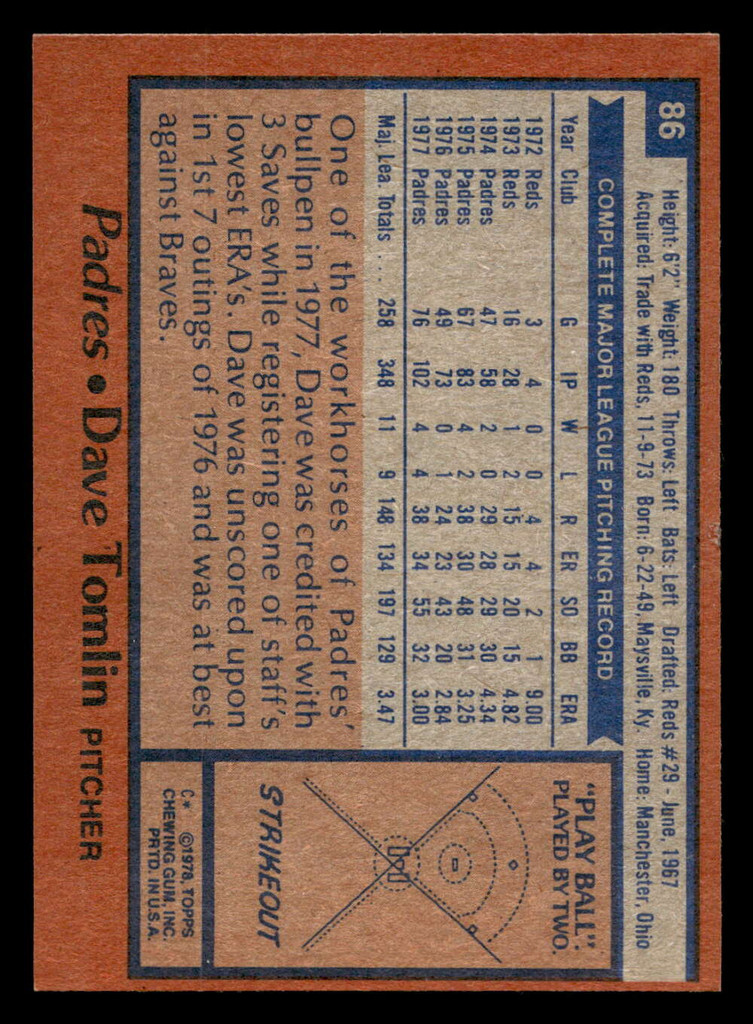 86
Height: 6'2" Weight: 180 Throws: Left Bats: Left Drafted: Reds #29 - June, 1967
Acquired: Trade with Reds, 11-9-73 Born: 6-22-49, Maysville, Ky. Home: Manchester, Ohio
COMPLETE MAJOR LEAGUE PITCHING RECORD
Year Club G IP W L R ER SO BB ERA
1972 Reds 3 4 0 0 4 4 2 1 9.00
1973 Reds 16 28 1 2 15 15 20 15 4.82
1974 Padres 47 58 2 0 29 28 29 30 4.34
1975 Padres 67 83 4 2 38 30 48 31 3.25
1976 Padres 49 73 0 1 24 23 43 20 2.84
1977 Padres 76 102 4 4 38 34 55 32 3.00
Maj. Lea. Totals ... 258 348 11 9 148 134 197 129 3.47
One of the workhorses of Padres'
bullpen in 1977, Dave was credited with
3 Saves while registering one of staff's
lowest ERA's. Dave was unscored upon
in 1st 7 outings of 1976 and was at best
against Braves.
"PLAY BALL":
PLAYED BY TWO.
STRIKEOUT
C* ©1978, TOPPS
CHEWING GUM, INC.
PRTD. IN U.S.A.
Padres • Dave Tomlin PITCHER